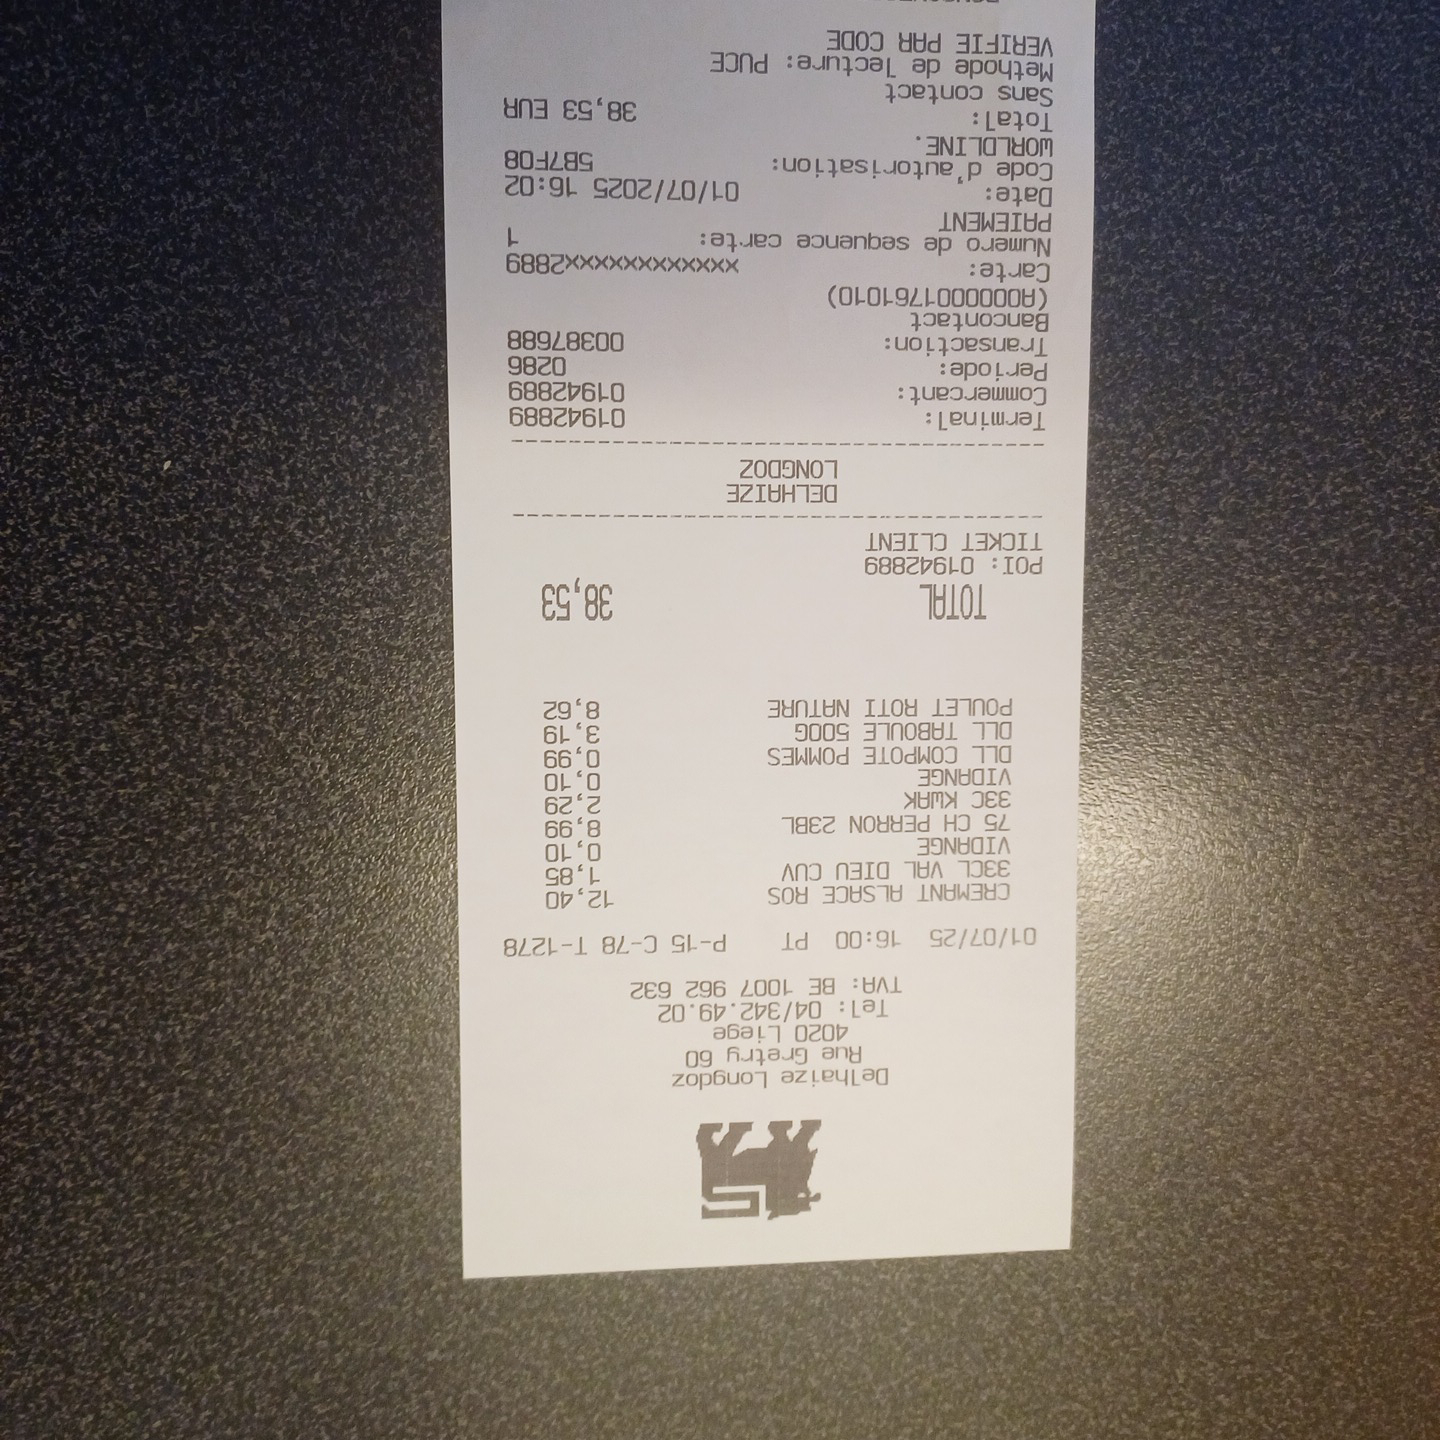 Delhaize Longdoz
Rue Gretry 60
4020 Liege
Tel: 04/342.49.02
TVA: BE 1007 962 632
01/07/25 16:00 PT P-15 C-78 T-1278
CREMANT ALSACE ROS 12,40
33CL VAL DIEU CUV 1,85
VIDANGE 0,10
75 CH PERRON 23BL 8,99
33C KWAK 2,29
VIDANGE 0,10
DLL COMPOTE POMMES 0,99
DLL TABOULE 500G 3,19
POULET ROTI NATURE 8,62
TOTAL 38,53
POI: 01942889
TICKET CLIENT
DELHAIZE
LONGDOZ
Terminal: 01942889
Commercant: 01942889
Periode: 0286
Transaction: 00387688
Bancontact
(A0000001761010)
Carte: xxxxxxxxxxxxx2889
Numero de sequence carte: 1
PAIEMENT
Date: 01/07/2025 16:02
Code d'autorisation: 5B7F08
WORLDLINE.
Total: 38,53 EUR
Sans contact
Methode de lecture: PUCE
VERIFIE PAR CODE